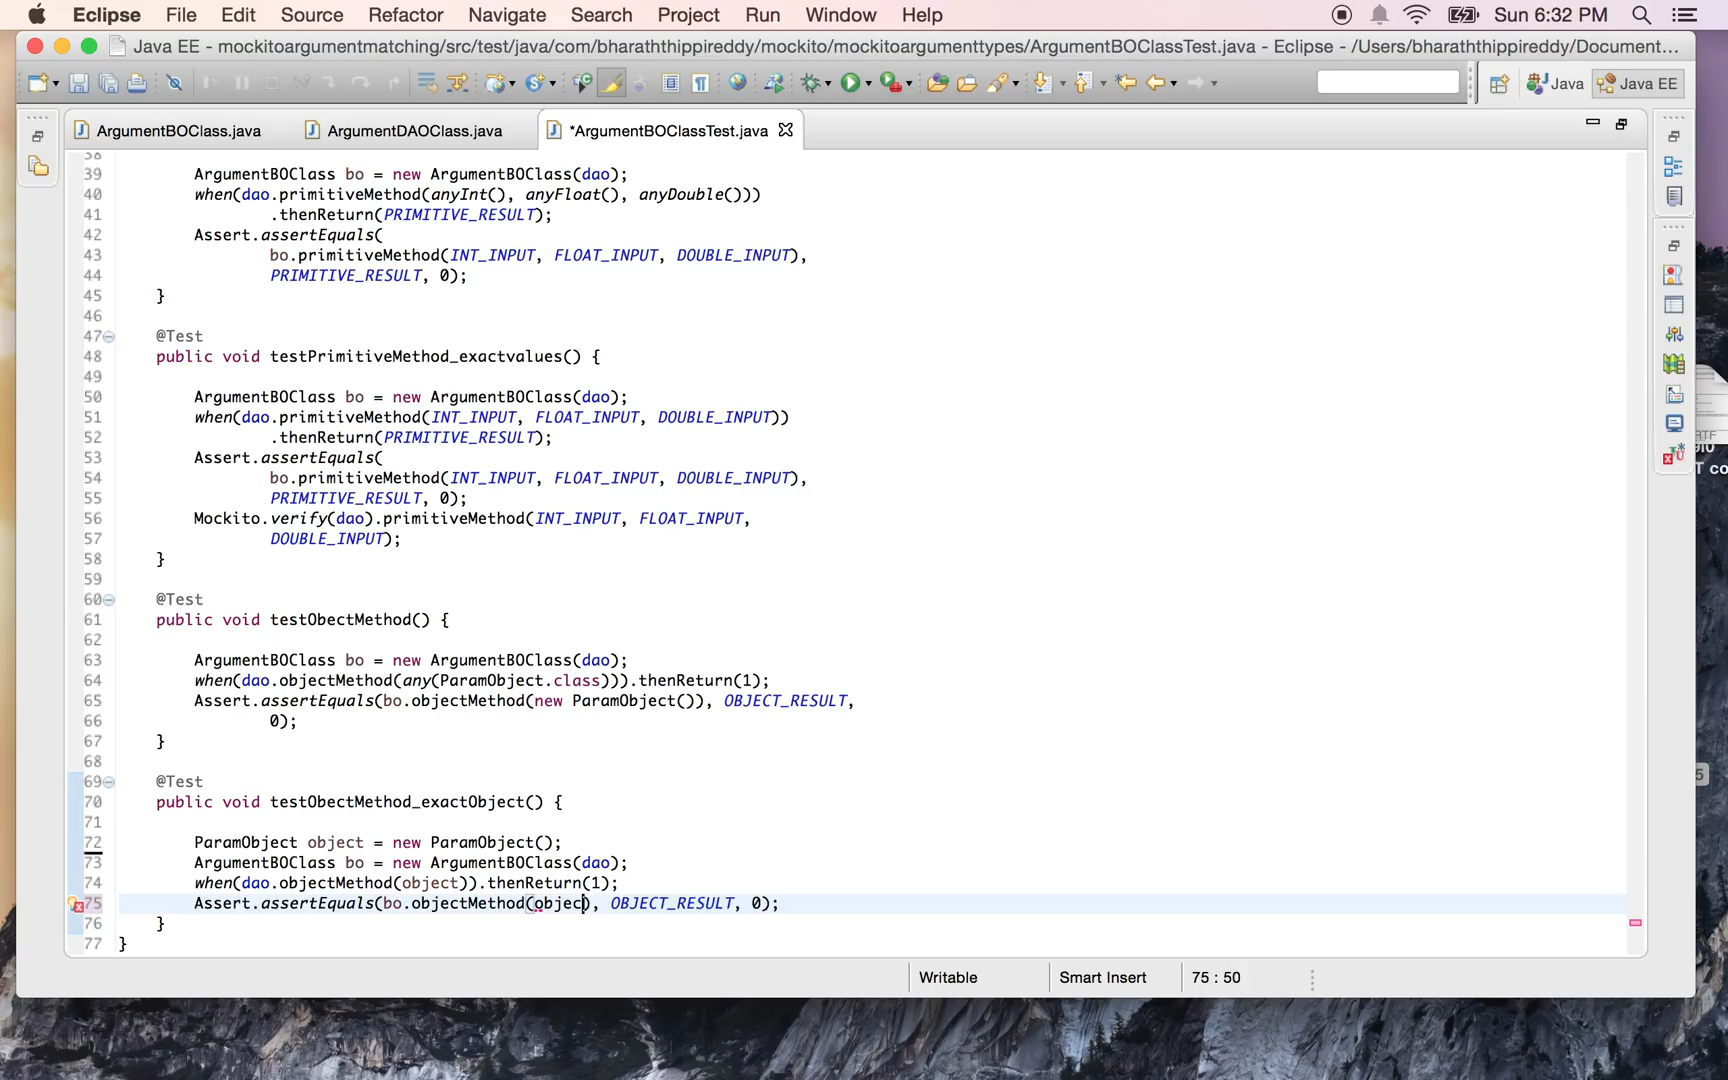 Eclipse File Edit Source Refactor Navigate Search Project Run Window Help Sun 6:32 PM
Java EE - mockitoargumentmatching/src/test/java/com/bharaththippireddy/mockito/mockitoargumenttypes/ArgumentBOClassTest.java - Eclipse - /Users/bharaththippireddy/Document...
Java Java EE
ArgumentBOClass.java ArgumentDAOClass.java *ArgumentBOClassTest.java
38
39 ArgumentBOClass bo = new ArgumentBOClass(dao);
40 when(dao.primitiveMethod(anyInt(), anyFloat(), anyDouble()))
41 .thenReturn(PRIMITIVE_RESULT);
42 Assert.assertEquals(
43 bo.primitiveMethod(INT_INPUT, FLOAT_INPUT, DOUBLE_INPUT),
44 PRIMITIVE_RESULT, 0);
45 }
46
47 @Test
48 public void testPrimitiveMethod_exactvalues() {
49
50 ArgumentBOClass bo = new ArgumentBOClass(dao);
51 when(dao.primitiveMethod(INT_INPUT, FLOAT_INPUT, DOUBLE_INPUT))
52 .thenReturn(PRIMITIVE_RESULT);
53 Assert.assertEquals(
54 bo.primitiveMethod(INT_INPUT, FLOAT_INPUT, DOUBLE_INPUT),
55 PRIMITIVE_RESULT, 0);
56 Mockito.verify(dao).primitiveMethod(INT_INPUT, FLOAT_INPUT,
57 DOUBLE_INPUT);
58 }
59
60 @Test
61 public void testObectMethod() {
62
63 ArgumentBOClass bo = new ArgumentBOClass(dao);
64 when(dao.objectMethod(any(ParamObject.class))).thenReturn(1);
65 Assert.assertEquals(bo.objectMethod(new ParamObject()), OBJECT_RESULT,
66 0);
67 }
68
69 @Test
70 public void testObectMethod_exactObject() {
71
72 ParamObject object = new ParamObject();
73 ArgumentBOClass bo = new ArgumentBOClass(dao);
74 when(dao.objectMethod(object)).thenReturn(1);
75 Assert.assertEquals(bo.objectMethod(objec), OBJECT_RESULT, 0);
76 }
77 }
Writable Smart Insert 75 : 50